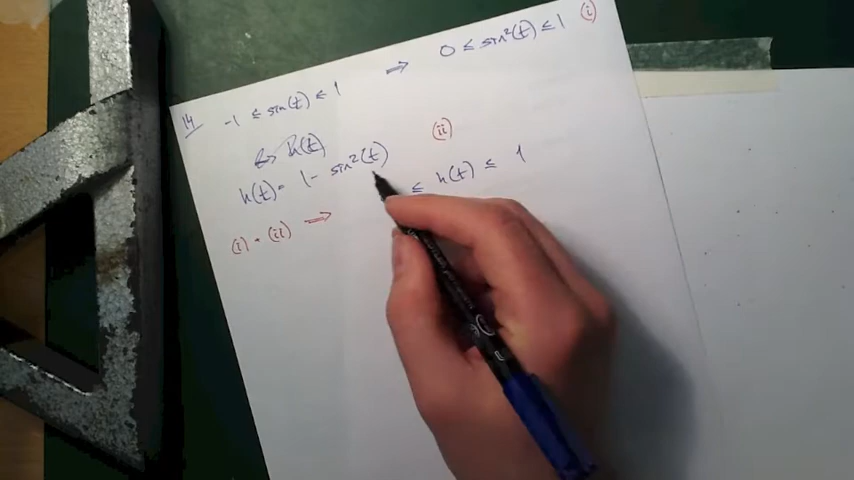 14 -1 ≤ sin(t) ≤ 1 ⇒ 0 ≤ sin²(t) ≤ 1 (i)
h(t)
h(t) = 1 - sin²(t) (ii)
(i) + (ii) ⇒ ≤ h(t) ≤ 1